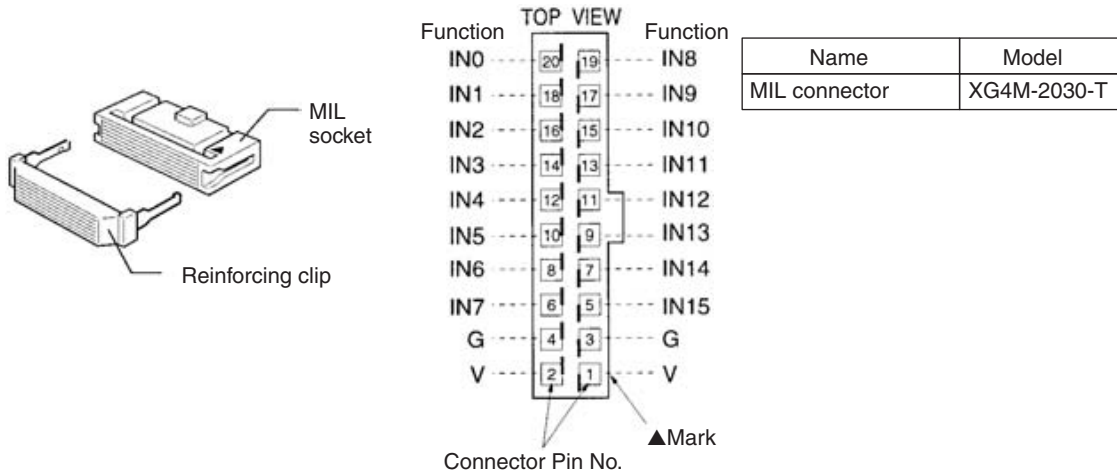 TOP VIEW
Function Function
IN0 20 19 IN8
IN1 18 17 IN9
IN2 16 15 IN10
IN3 14 13 IN11
IN4 12 11 IN12
IN5 10 9 IN13
IN6 8 7 IN14
IN7 6 5 IN15
G 4 3 G
V 2 1 V
▲Mark
Connector Pin No.
MIL
socket
Reinforcing clip
Name Model
MIL connector XG4M-2030-T